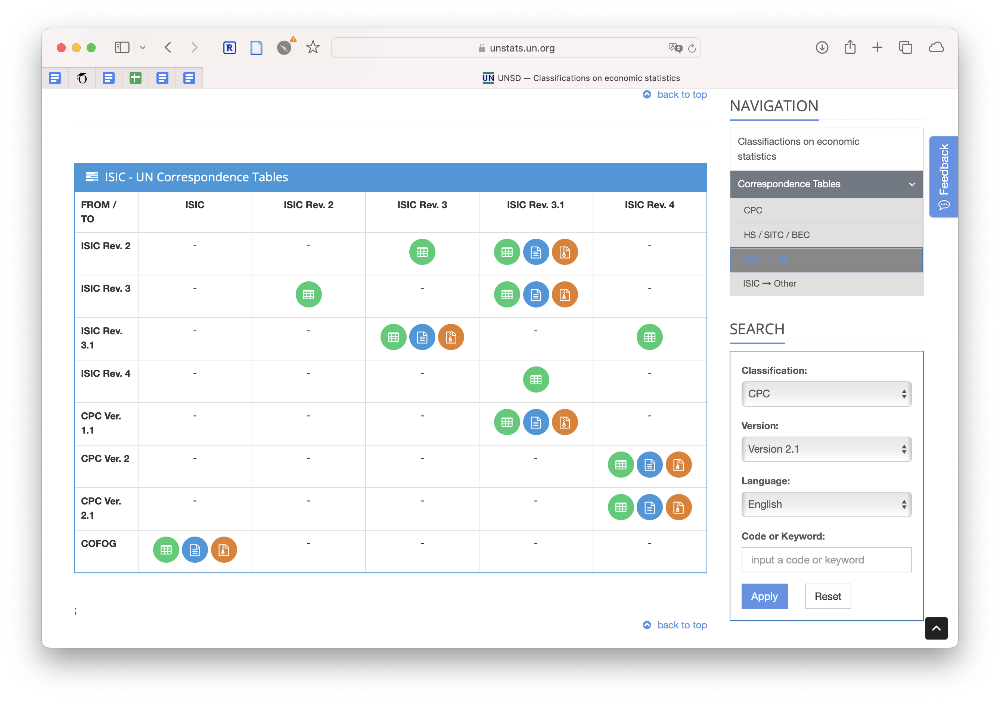 unstats.un.org
UN UNSD — Classifications on economic statistics
back to top
ISIC - UN Correspondence Tables
FROM / TO ISIC ISIC Rev. 2 ISIC Rev. 3 ISIC Rev. 3.1 ISIC Rev. 4
ISIC Rev. 2 - - -
ISIC Rev. 3 - - -
ISIC Rev. 3.1 - - -
ISIC Rev. 4 - - - -
CPC Ver. 1.1 - - - -
CPC Ver. 2 - - - -
CPC Ver. 2.1 - - - -
COFOG - - - -
;
back to top
NAVIGATION
Classifiactions on economic
statistics
Correspondence Tables
CPC
HS / SITC / BEC
ISIC → UN
ISIC → Other
SEARCH
Classification:
CPC
Version:
Version 2.1
Language:
English
Code or Keyword:
input a code or keyword
Apply Reset
Feedback